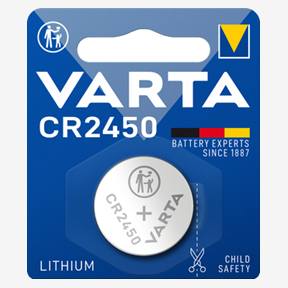 VARTA
CR2450
BATTERY EXPERTS
SINCE 1887
CR2450
+
VARTA
LITHIUM
CHILD
SAFETY